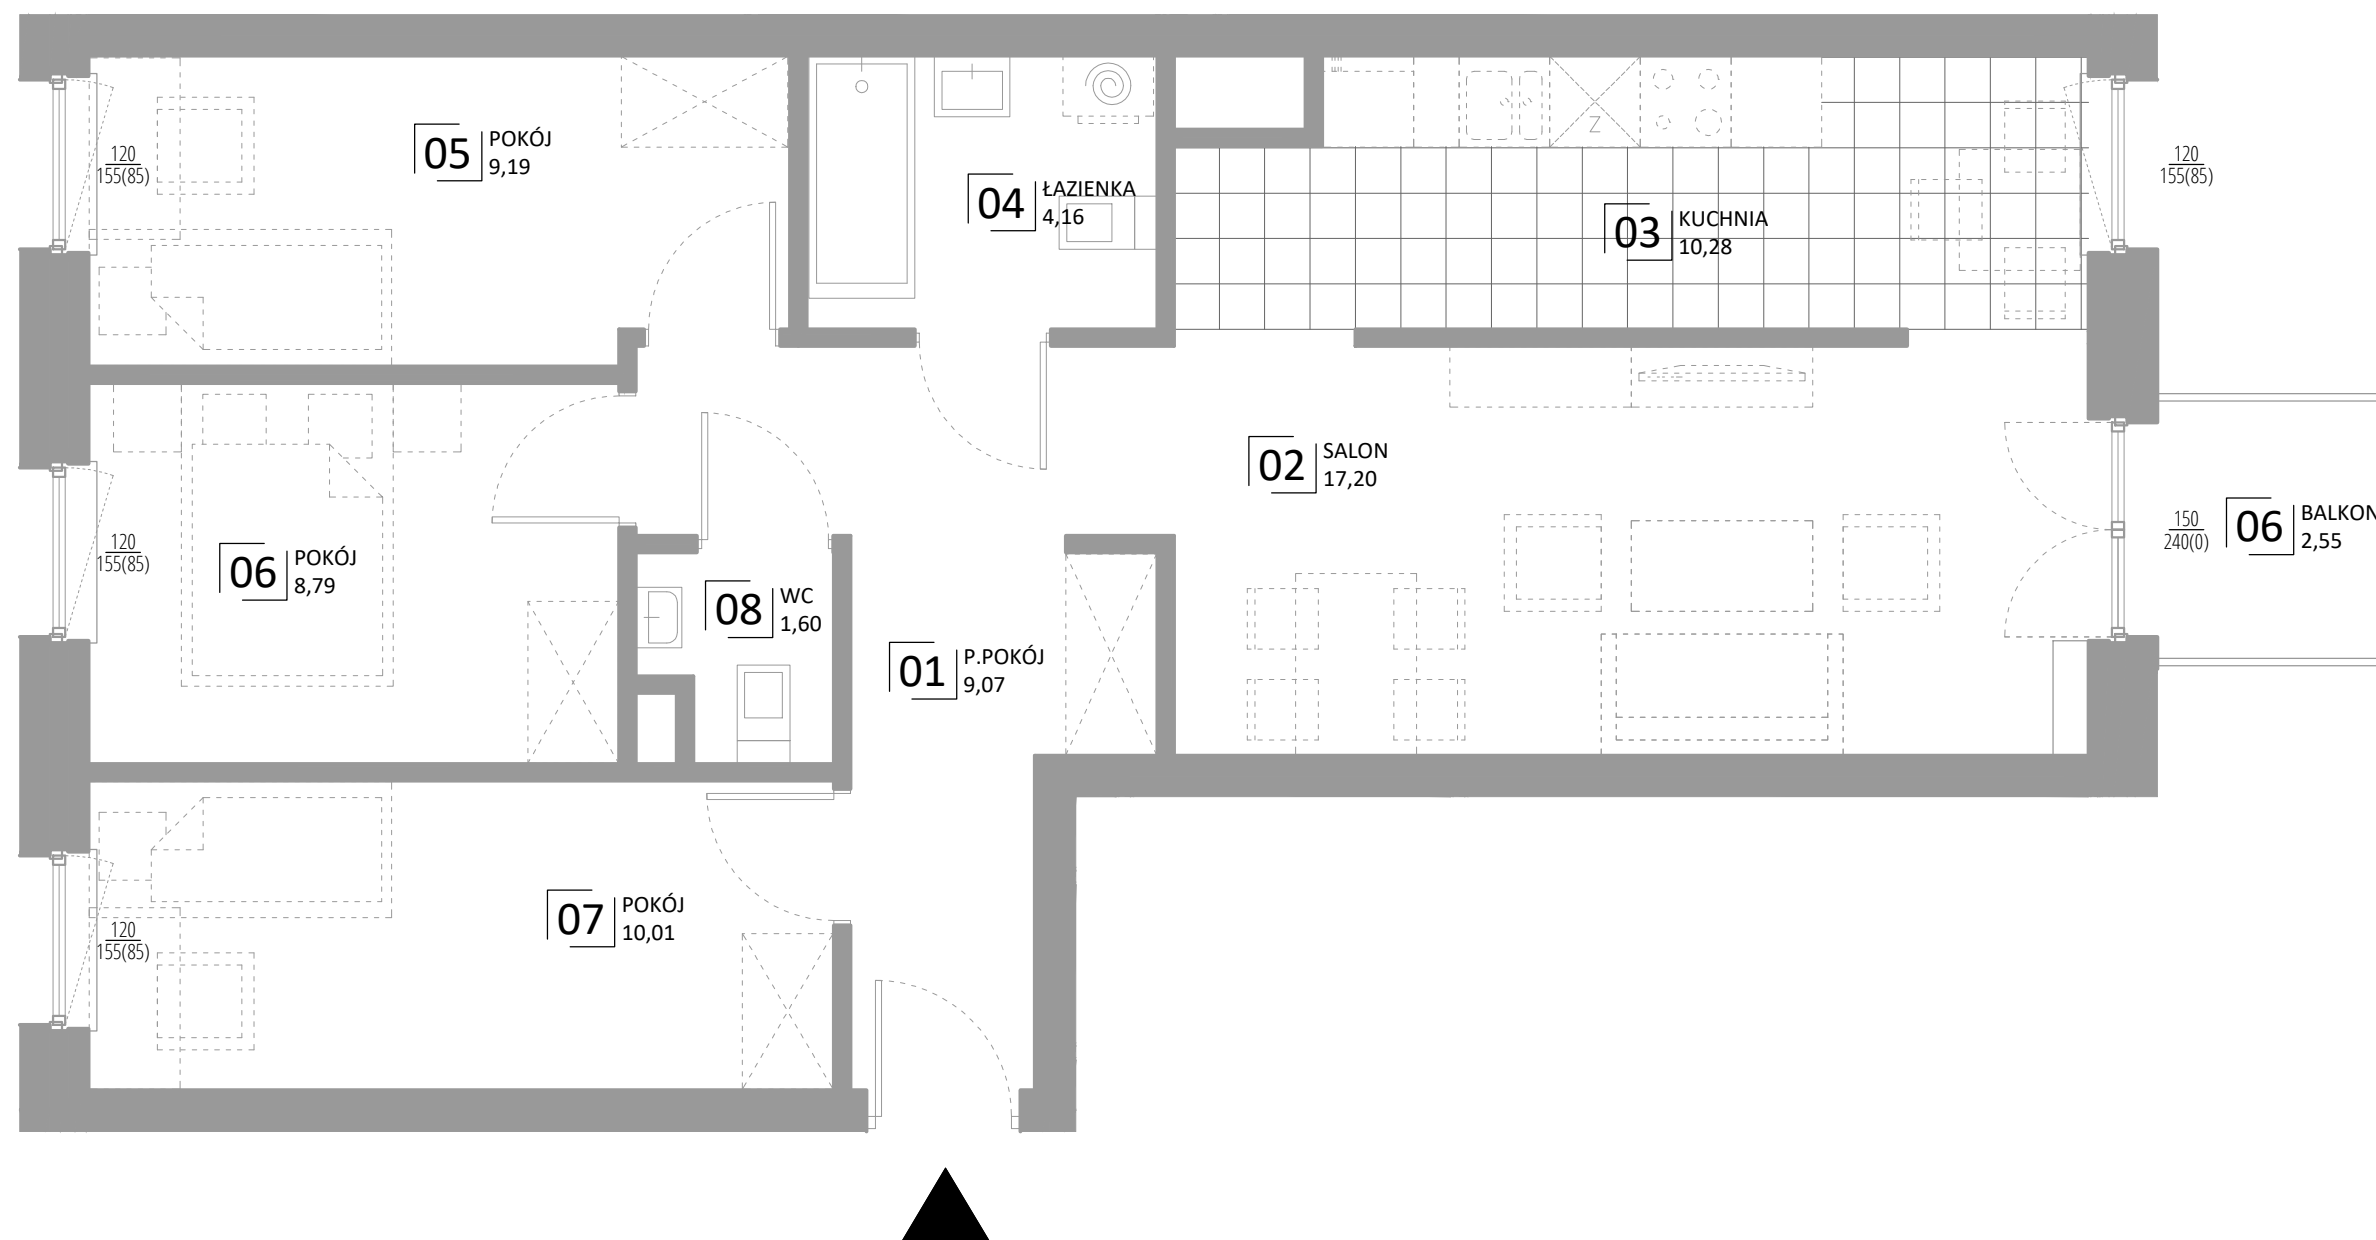 05 POKÓJ
9,19
120
155(85)
04 ŁAZIENKA
4,16
03 KUCHNIA
10,28
Z
120
155(85)
02 SALON
17,20
150
240(0)
06 BALKON
2,55
120
155(85)
06 POKÓJ
8,79
08 WC
1,60
01 P.POKÓJ
9,07
07 POKÓJ
10,01
120
155(85)